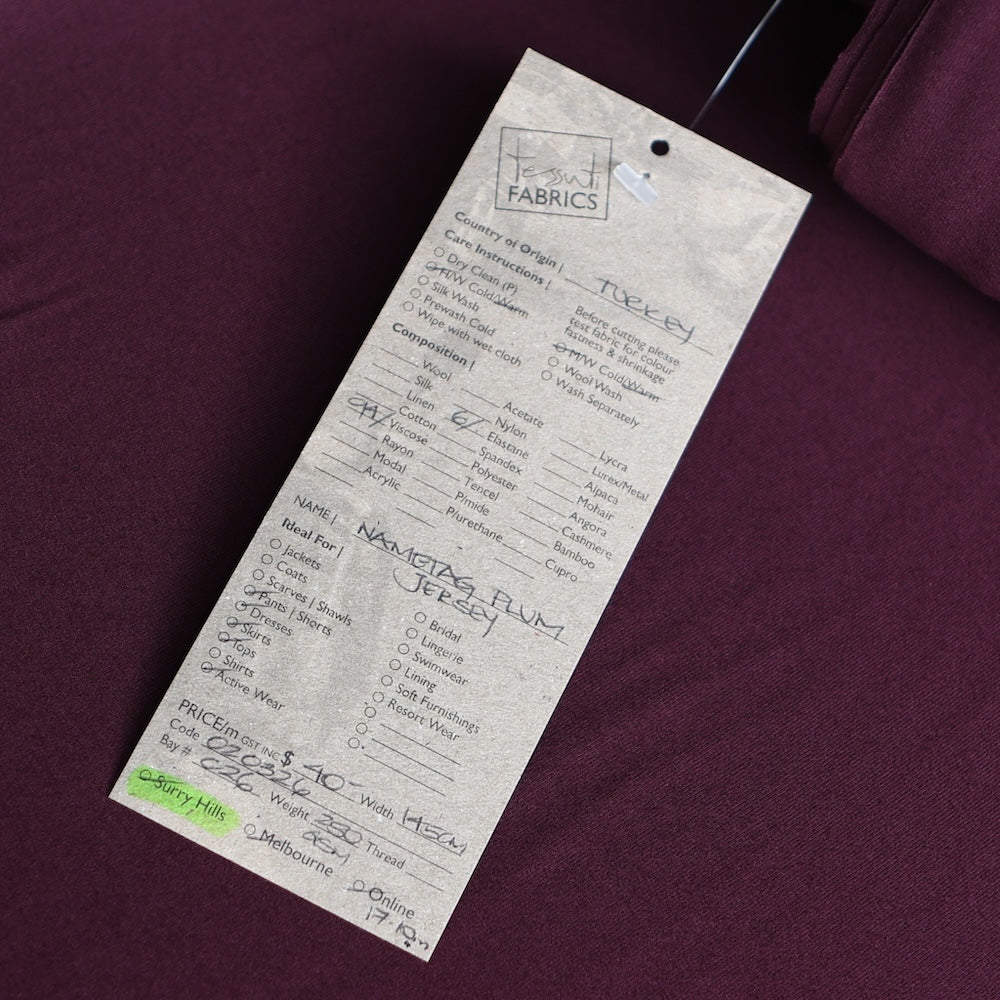 tessuti
FABRICS
Country of Origin | TURKEY
Care Instructions |
Dry Clean (P)
H/W Cold/Warm
Silk Wash
Prewash Cold
Wipe with wet cloth
Before cutting please
test fabric for colour
fastness & shrinkage
M/W Cold/Warm
Wool Wash
Wash Separately
Composition |
Wool
Silk
Linen
Cotton
94/. Viscose
Rayon
Modal
Acrylic
Acetate
Nylon
6/. Elastane
Spandex
Polyester
Tencel
P/mide
P/urethane
Lycra
Lurex/Metal
Alpaca
Mohair
Angora
Cashmere
Bamboo
Cupro
NAME | NAMETAG PLUM
JERSEY
Ideal For |
Jackets
Coats
Scarves | Shawls
Pants | Shorts
Dresses
Skirts
Tops
Shirts
Active Wear
Bridal
Lingerie
Swimwear
Lining
Soft Furnishings
Resort Wear
PRICE/m GST INC $ 40-
Code 020326 Width 145CM
Bay # C26 Weight 250 GSM Thread
Surry Hills
Melbourne
Online
17.10m